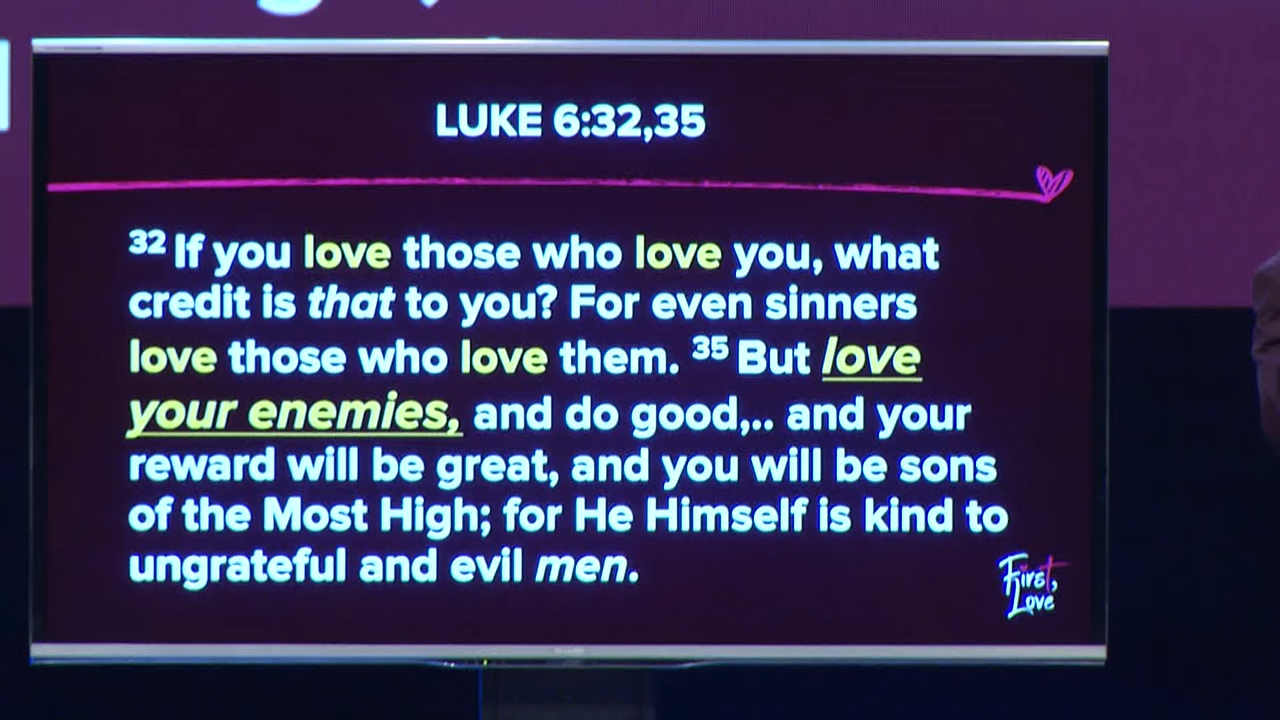 LUKE 6:32,35
32 If you love those who love you, what
credit is that to you? For even sinners
love those who love them. 35 But love
your enemies, and do good,.. and your
reward will be great, and you will be sons
of the Most High; for He Himself is kind to
ungrateful and evil men.
First,
Love